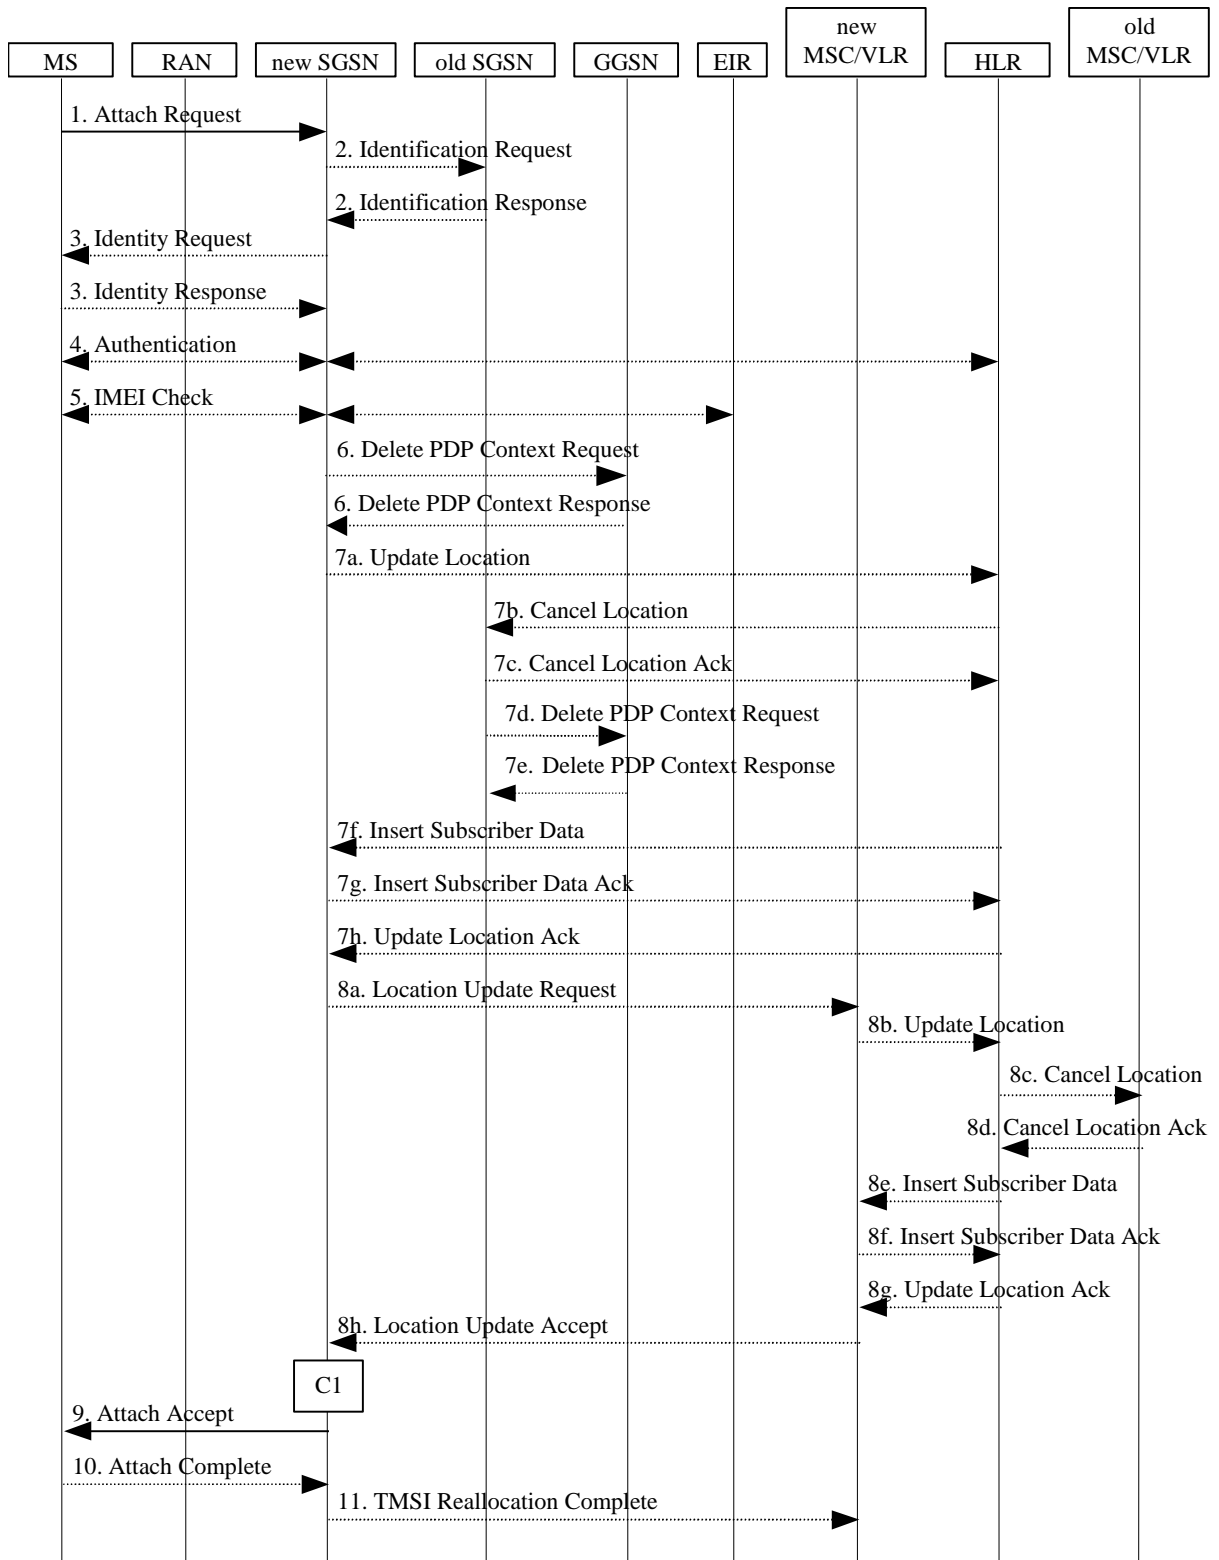 new
old
MS
RAN
new SGSN
old SGSN
GGSN
EIR
MSC/VLR
HLR
MSC/VLR
1. Attach Request
2. Identification Request
2. Identification Response
3. Identity Request
3. Identity Response
4. Authentication
5. IMEI Check
6. Delete PDP Context Request
6. Delete PDP Context Response
7a. Update Location
7b. Cancel Location
7c. Cancel Location Ack
7d. Delete PDP Context Request
7e. Delete PDP Context Response
7f. Insert Subscriber Data
7g. Insert Subscriber Data Ack
7h. Update Location Ack
8a. Location Update Request
8b. Update Location
8c. Cancel Location
8d. Cancel Location Ack
8e. Insert Subscriber Data
8f. Insert Subscriber Data Ack
8g. Update Location Ack
8h. Location Update Accept
C1
9. Attach Accept
10. Attach Complete
11. TMSI Reallocation Complete